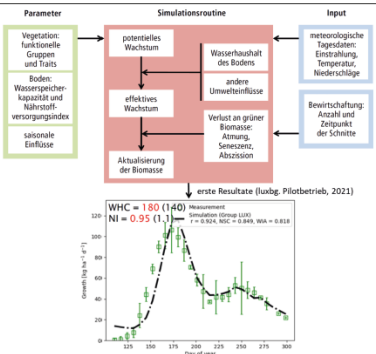 Parameter
Simulationsroutine
Input
Vegetation:
funktionelle
Gruppen
und Traits
Boden:
Wasserspeicher-
kapazität und
Nährstoff-
versorgungsindex
saisonale
Einflüsse
potentielles
Wachstum
effektives
Wachstum
Aktualisierung
der Biomasse
Wasserhaushalt
des Bodens
andere
Umwelteinflüsse
Verlust an grüner
Biomasse:
Atmung,
Seneszenz,
Abszission
meteorologische
Tagesdaten:
Einstrahlung,
Temperatur,
Niederschläge
Bewirtschaftung:
Anzahl und
Zeitpunkt
der Schnitte
erste Resultate (luxbg. Pilotbetrieb, 2021)
WHC = 180 (140)
NI = 0.95 (1.1)
Measurement
Simulation (Group LUX)
r = 0.924, NSC = 0.849, WIA = 0.818
Growth [kg ha⁻¹ d⁻¹]
120
100
80
60
40
20
0
125 150 175 200 225 250 275 300
Day of year